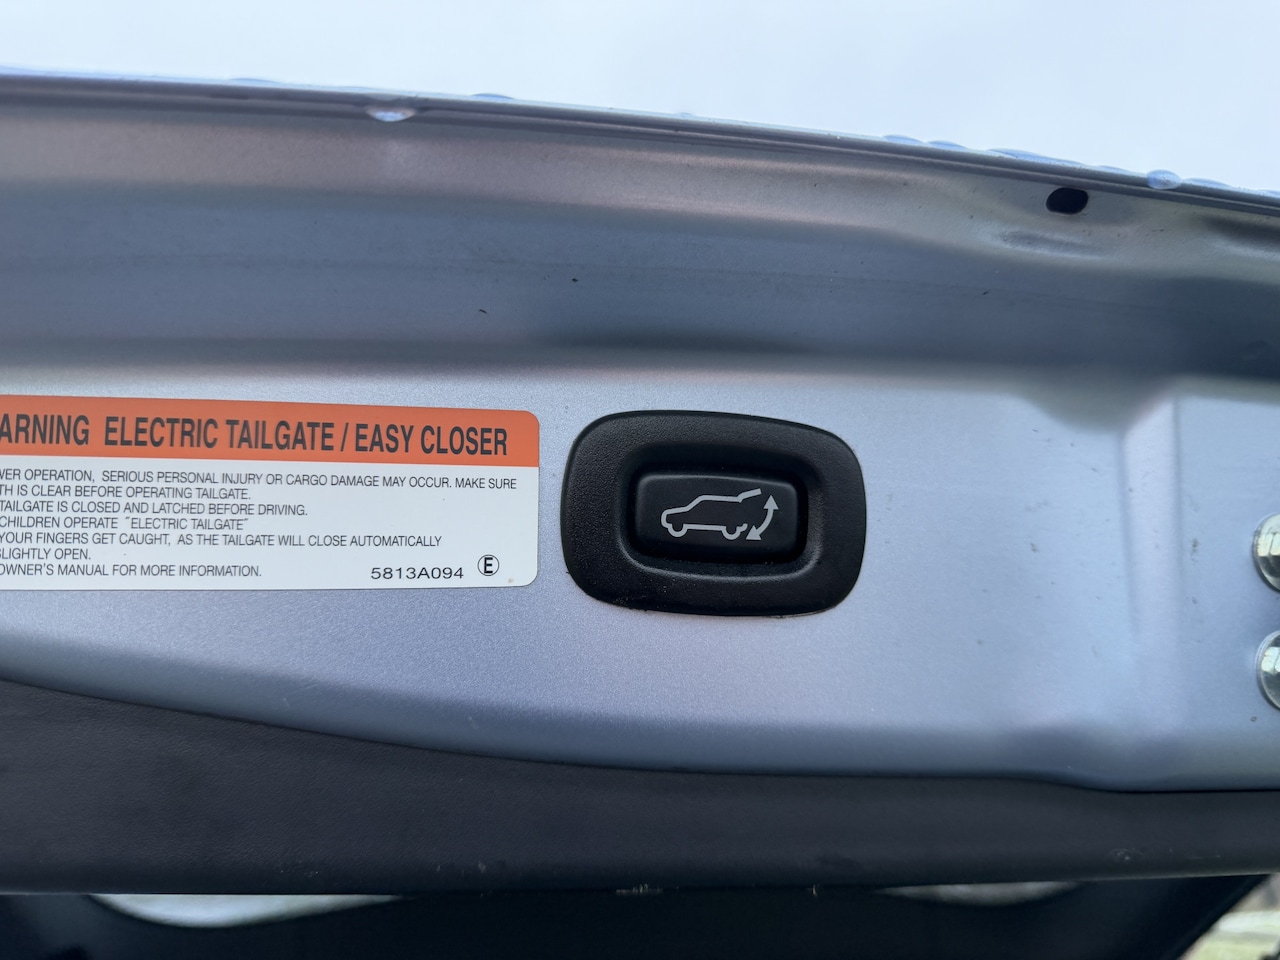 ARNING ELECTRIC TAILGATE / EASY CLOSER
WER OPERATION, SERIOUS PERSONAL INJURY OR CARGO DAMAGE MAY OCCUR. MAKE SURE
TH IS CLEAR BEFORE OPERATING TAILGATE.
TAILGATE IS CLOSED AND LATCHED BEFORE DRIVING.
CHILDREN OPERATE "ELECTRIC TAILGATE"
YOUR FINGERS GET CAUGHT, AS THE TAILGATE WILL CLOSE AUTOMATICALLY
SLIGHTLY OPEN.
OWNER'S MANUAL FOR MORE INFORMATION.
5813A094 Ⓔ